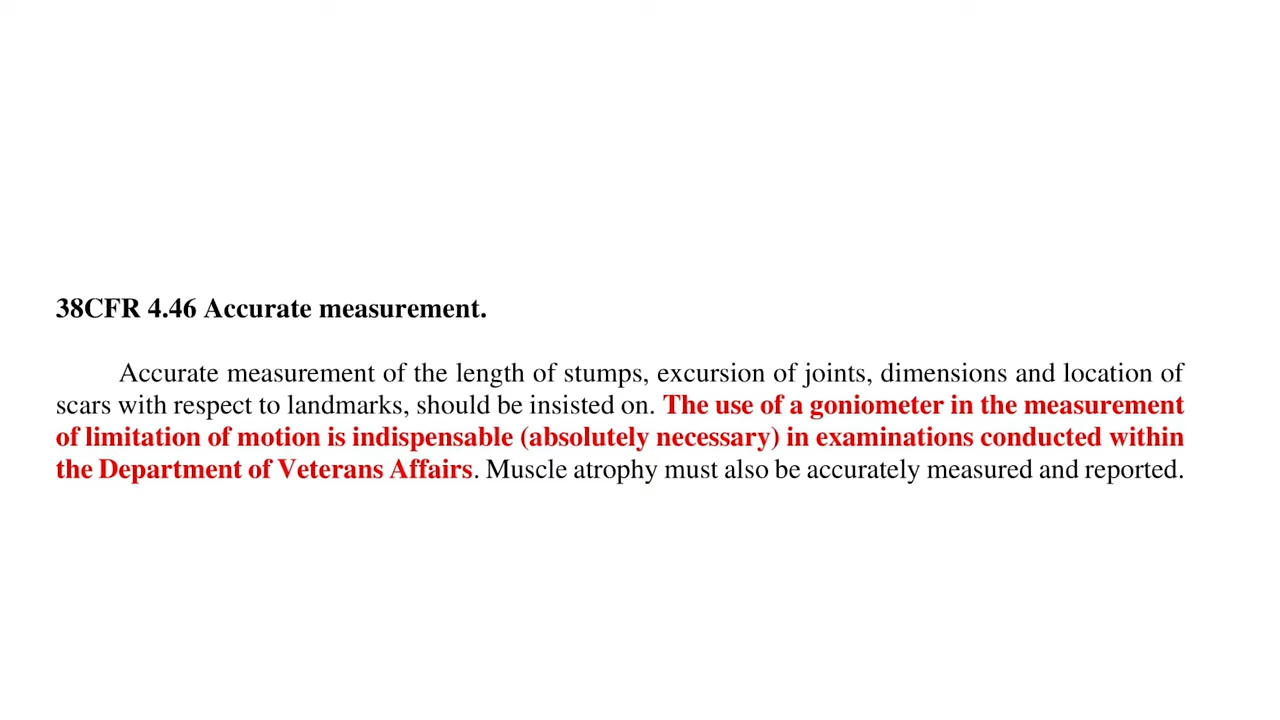 38CFR 4.46 Accurate measurement.
Accurate measurement of the length of stumps, excursion of joints, dimensions and location of
scars with respect to landmarks, should be insisted on. The use of a goniometer in the measurement
of limitation of motion is indispensable (absolutely necessary) in examinations conducted within
the Department of Veterans Affairs. Muscle atrophy must also be accurately measured and reported.